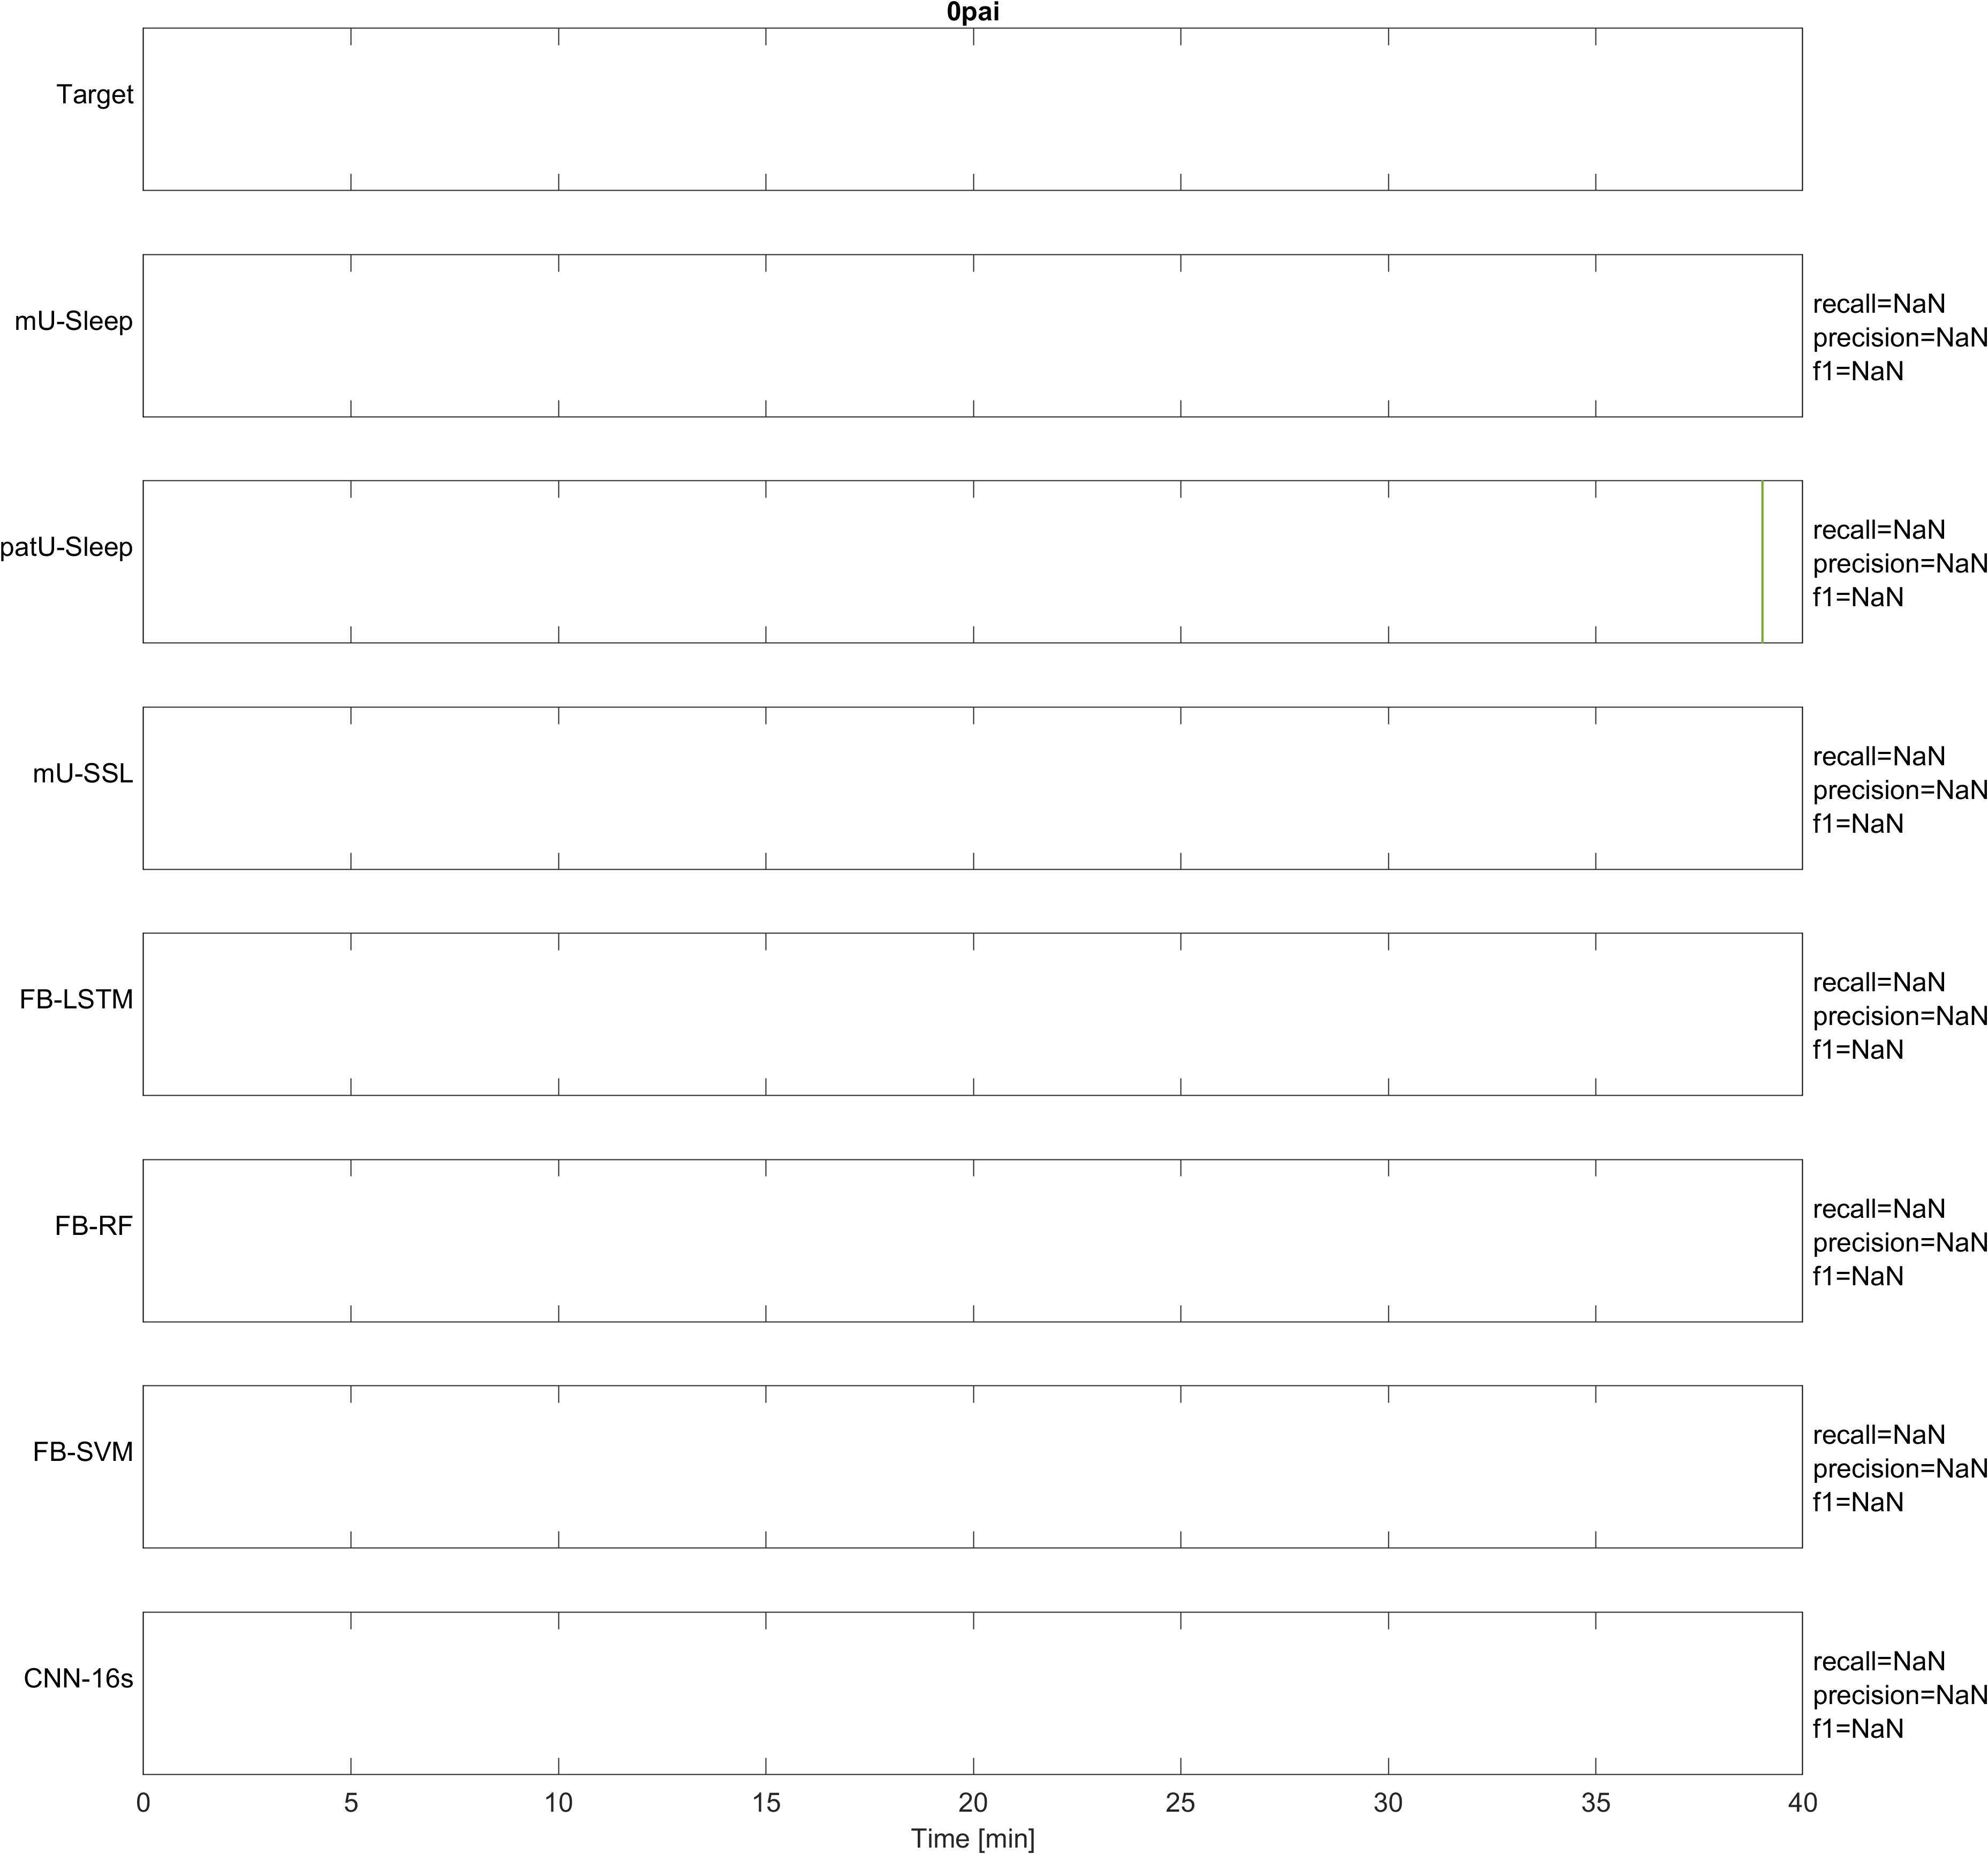 0pai
Target
mU-Sleep
recall=NaN
precision=NaN
f1=NaN
patU-Sleep
recall=NaN
precision=NaN
f1=NaN
mU-SSL
recall=NaN
precision=NaN
f1=NaN
FB-LSTM
recall=NaN
precision=NaN
f1=NaN
FB-RF
recall=NaN
precision=NaN
f1=NaN
FB-SVM
recall=NaN
precision=NaN
f1=NaN
CNN-16s
recall=NaN
precision=NaN
f1=NaN
0 5 10 15 20 25 30 35 40
Time [min]